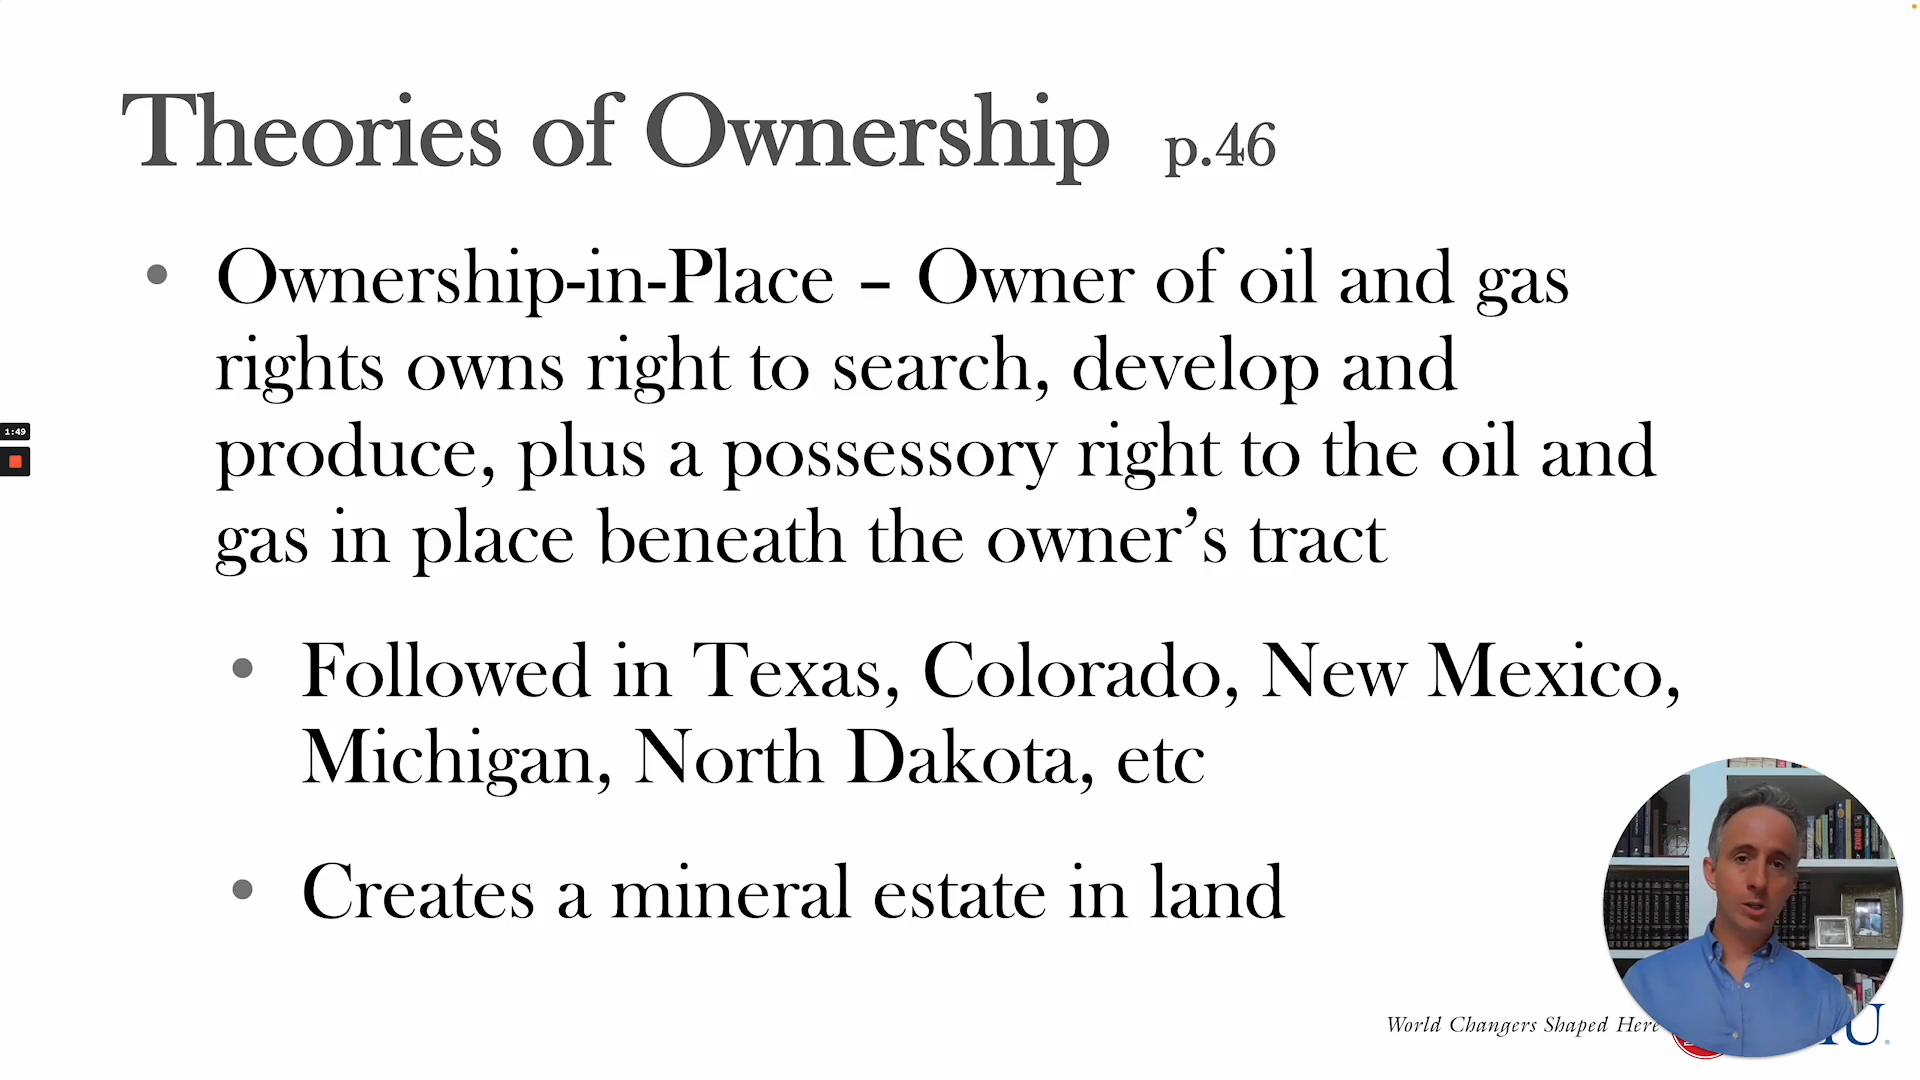 Theories of Ownership p.46
• Ownership-in-Place – Owner of oil and gas
rights owns right to search, develop and
produce, plus a possessory right to the oil and
gas in place beneath the owner’s tract
• Followed in Texas, Colorado, New Mexico,
Michigan, North Dakota, etc
• Creates a mineral estate in land
1:49
World Changers Shaped Here